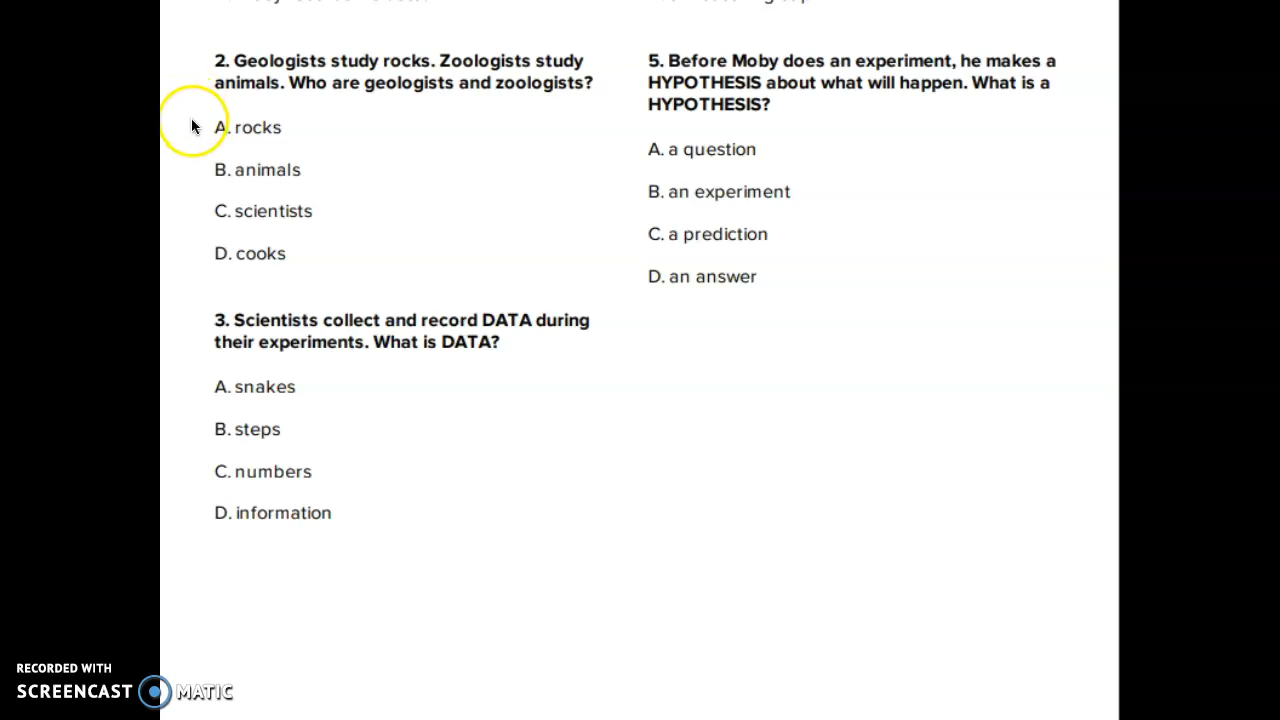 2. Geologists study rocks. Zoologists study
animals. Who are geologists and zoologists?
A. rocks
B. animals
C. scientists
D. cooks
3. Scientists collect and record DATA during
their experiments. What is DATA?
A. snakes
B. steps
C. numbers
D. information
5. Before Moby does an experiment, he makes a
HYPOTHESIS about what will happen. What is a
HYPOTHESIS?
A. a question
B. an experiment
C. a prediction
D. an answer
RECORDED WITH
SCREENCAST MATIC